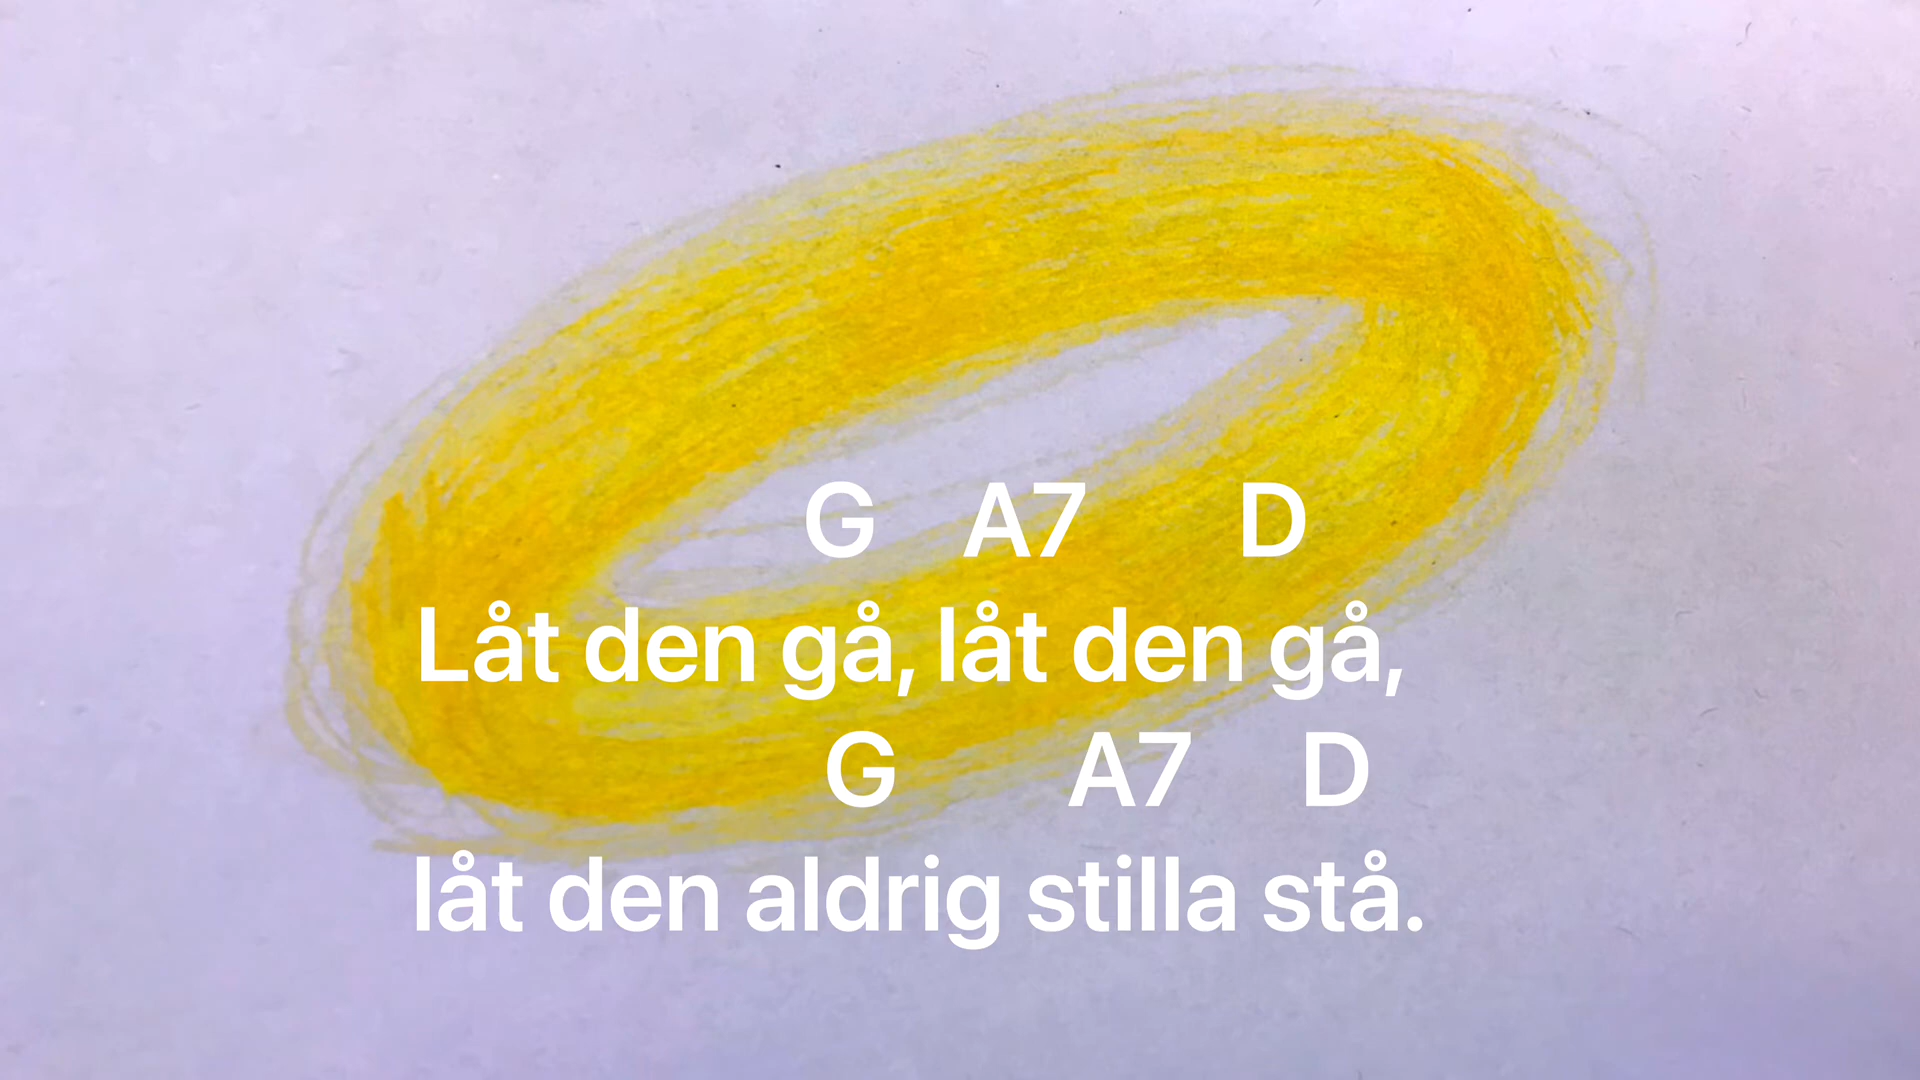 G A7 D
Låt den gå, låt den gå,
G A7 D
låt den aldrig stilla stå.